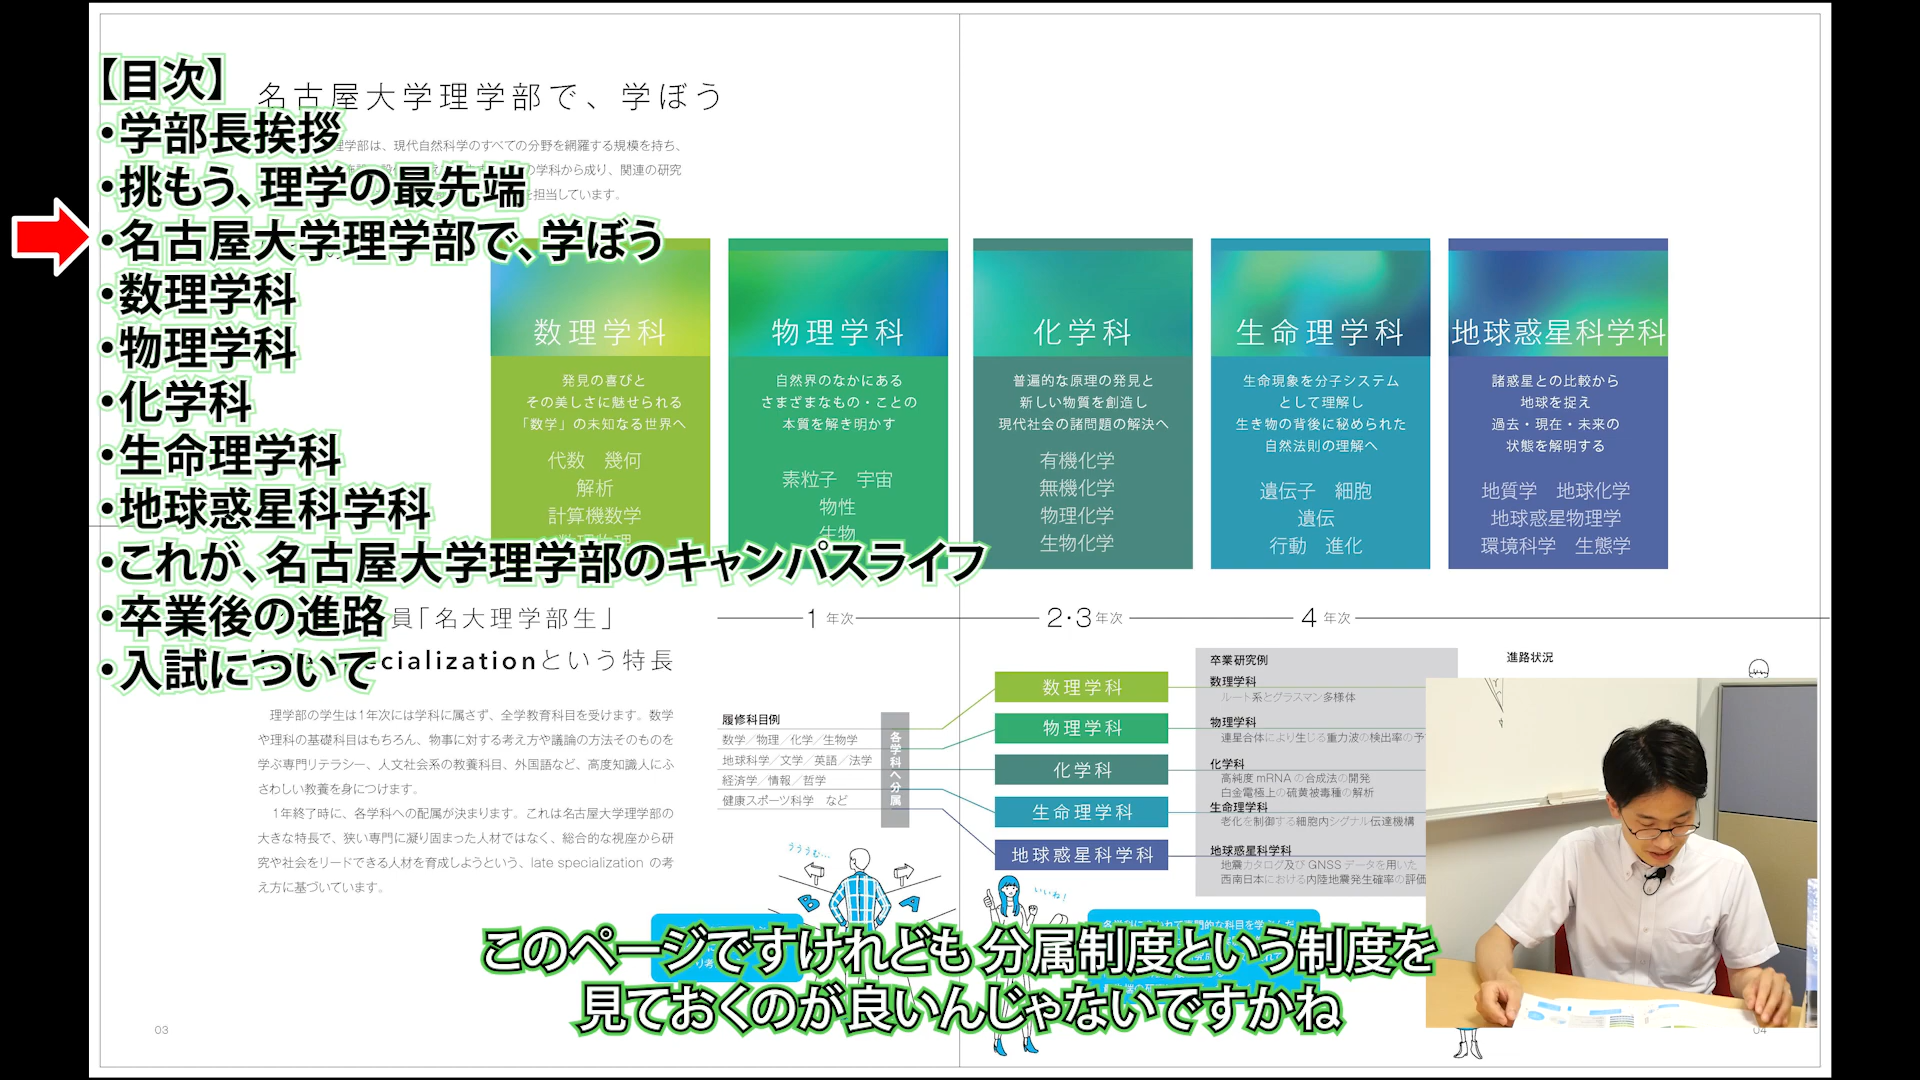 【目次】
・学部長挨拶
・挑もう、理学の最先端
・名古屋大学理学部で、学ぼう
・数理学科
・物理学科
・化学科
・生命理学科
・地球惑星科学科
・これが、名古屋大学理学部のキャンパスライフ
・卒業後の進路
・入試について
名古屋大学理学部で、学ぼう
理学部は、現代自然科学のすべての分野を網羅する規模を持ち、
の学科から成り、関連の研究
を担当しています。
数理学科
発見の喜びと
その美しさに魅せられる
「数学」の未知なる世界へ
代数 幾何
解析
計算機数学
数理物理
物理学科
自然界のなかにある
さまざまなもの・ことの
本質を解き明かす
素粒子 宇宙
物性
生物
化学科
普遍的な原理の発見と
新しい物質を創造し
現代社会の諸問題の解決へ
有機化学
無機化学
物理化学
生物化学
生命理学科
生命現象を分子システム
として理解し
生き物の背後に秘められた
自然法則の理解へ
遺伝子 細胞
遺伝
行動 進化
地球惑星科学科
諸惑星との比較から
地球を捉え
過去・現在・未来の
状態を解明する
地質学 地球化学
地球惑星物理学
環境科学 生態学
員「名大理学部生」
ecializationという特長
理学部の学生は1年次には学科に属さず、全学教育科目を受けます。数学
や理科の基礎科目はもちろん、物事に対する考え方や議論の方法そのものを
学ぶ専門リテラシー、人文社会系の教養科目、外国語など、高度知識人にふ
さわしい教養を身につけます。
1年終了時に、各学科への配属が決まります。これは名古屋大学理学部の
大きな特長で、狭い専門に凝り固まった人材ではなく、総合的な視座から研
究や社会をリードできる人材を育成しようという、late specialization の考
え方に基づいています。
1 年次
2・3 年次
4 年次
履修科目例
数学／物理／化学／生物学
地球科学／文学／英語／法学
経済学／情報／哲学
健康スポーツ科学 など
各学科へ分属
数理学科
物理学科
化学科
生命理学科
地球惑星科学科
卒業研究例
数理学科
ルート系とグラスマン多様体
物理学科
連星合体により生じる重力波の検出率の予
化学科
高純度 mRNA の合成法の開発
白金電極上の硫黄被毒種の解析
生命理学科
老化を制御する細胞内シグナル伝達機構
地球惑星科学科
地震カタログ及び GNSS データを用いた
西南日本における内陸地震発生確率の評価
進路状況
うううむ…
B
A
いいね！
このページですけれども 分属制度という制度を
見ておくのが良いんじゃないですかね
03
04